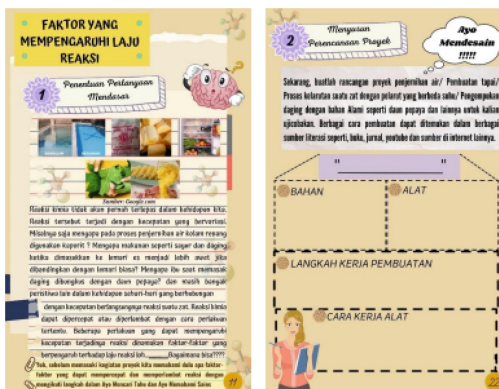 FAKTOR YANG
MEMPENGARUHI LAJU
REAKSI
1
Penentuan Pertanyaan
Mendasar
Sumber: Google.com
Reaksi kimia tidak akan pernah terlepas dalam kehidupan kita.
Reaksi tersebut terjadi dengan kecepatan yang bervariasi.
Misalnya saja mengapa pada proses penjernihan air kolam renang
digunakan kaporit ? Mengapa makanan seperti sayur dan daging
ketika dimasukkan ke lemari es menjadi lebih awet jika
dibandingkan dengan lemari biasa? Mengapa ibu saat memasak
daging dibungkus dengan daun pepaya? dan masih banyak
peristiwa lain dalam kehidupan sehari-hari yang berhubungan
dengan kecepatan berlangsungnya reaksi suatu zat. Reaksi kimia
dapat dipercepat atau diperlambat dengan cara perlakuan
tertentu. Beberapa perlakuan yang dapat mempengaruhi
kecepatan terjadinya reaksi dinamakan faktor-faktor yang
berpengaruh terhadap laju reaksi loh. ______Bagaimana bisa????
Yuk, sebelum memasuki kegiatan proyek kita memahami dulu apa faktor-
faktor yang dapat mempercepat dan memperlambat reaksi dengan
mengikuti langkah dalam Ayo Mencari Tahu dan Ayo Memahami Sains
11
2
Menyusun
Perencanaan Proyek
Ayo
Mendesain
!!!!!
Sekarang, buatlah rancangan proyek penjernihan air/ Pembuatan tapai/
Proses kelarutan suatu zat dengan pelarut yang berbeda suhu/ Pengempukan
daging dengan bahan Alami seperti daun pepaya dan lainnya untuk kalian
ujicobakan. Berbagai cara pembuatan dapat ditemukan dalam berbagai
sumber literasi seperti, buku, jurnal, youtube dan sumber di internet lainnya.
"______________"
BAHAN
ALAT
LANGKAH KERJA PEMBUATAN
CARA KERJA ALAT